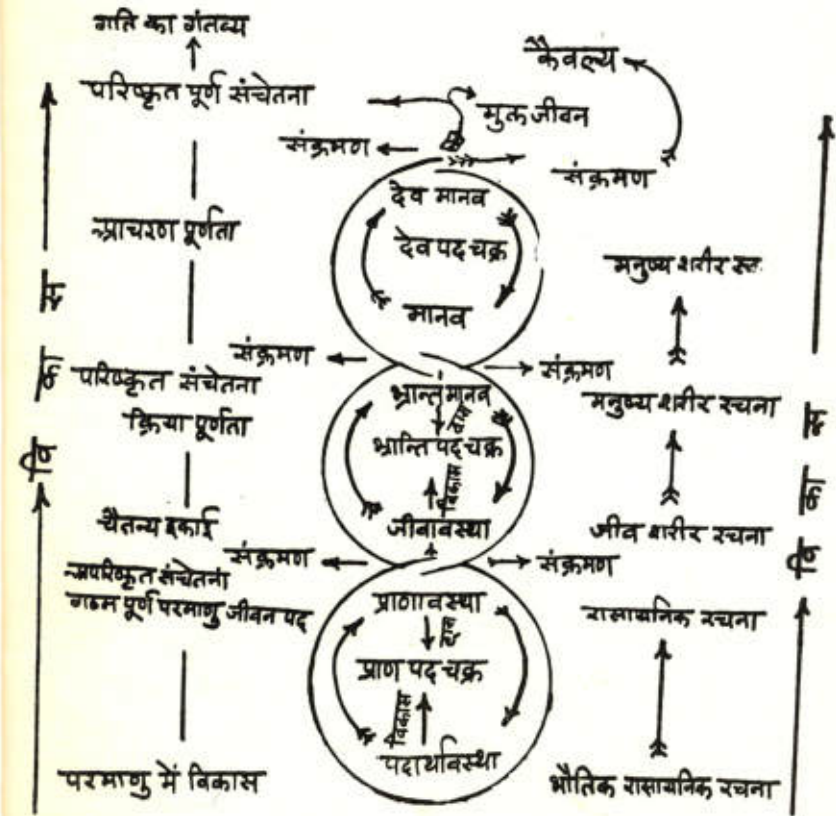 गति का गंतव्य
परिष्कृत पूर्ण संचेतना
आचरण पूर्णता
परिष्कृत संचेतना
क्रिया पूर्णता
चैतन्य इकाई
अपरिष्कृत संचेतना
गठन पूर्ण परमाणु जीवन पद
परमाणु में विकास
विकास
कैवल्य
मुक्त जीवन
संक्रमण
संक्रमण
देव मानव
देव पद चक्र
मानव
संक्रमण
संक्रमण
भ्रान्त मानव
ह्रास
भ्रान्ति पद चक्र
विकास
जीवावस्था
संक्रमण
संक्रमण
प्राणावस्था
ह्रास
प्राण पद चक्र
विकास
पदार्थावस्था
मनुष्य शरीर
मनुष्य शरीर रचना
जीव शरीर रचना
रासायनिक रचना
भौतिक रासायनिक रचना
विकास